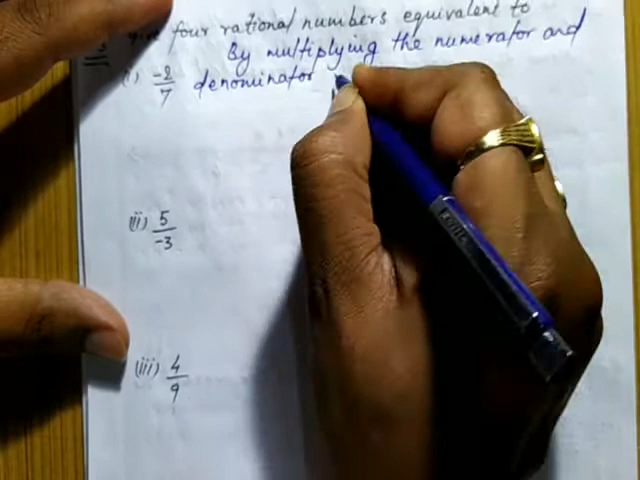 four rational numbers equivalent to
By multiplying the numerator and
(i) -2/7 denominator
(ii) 5/-3
(iii) 4/9